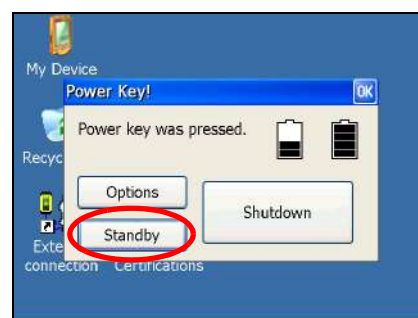 My Device
Power Key!
OK
Power key was pressed.
Recyc
Options
Shutdown
Standby
Exte
connection Certifications